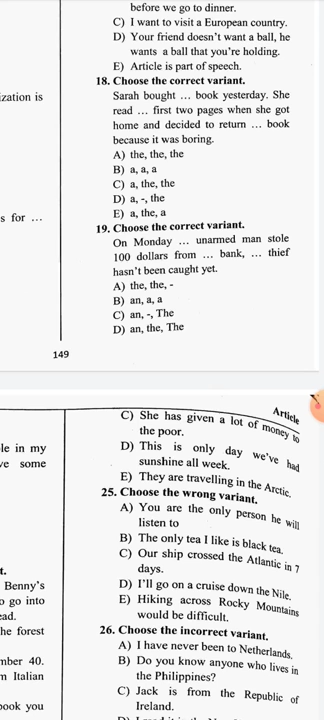 before we go to dinner.
C) I want to visit a European country.
D) Your friend doesn't want a ball, he
wants a ball that you're holding.
E) Article is part of speech.
18. Choose the correct variant.
Sarah bought ... book yesterday. She
read ... first two pages when she got
home and decided to return ... book
because it was boring.
A) the, the, the
B) a, a, a
C) a, the, the
D) a, -, the
E) a, the, a
19. Choose the correct variant.
On Monday ... unarmed man stole
100 dollars from ... bank, ... thief
hasn't been caught yet.
A) the, the, -
B) an, a, a
C) an, -, The
D) an, the, The
zation is
s for ...
149
Article
C) She has given a lot of money to
the poor.
D) This is only day we've had
sunshine all week.
E) They are travelling in the Arctic.
25. Choose the wrong variant.
A) You are the only person he will
listen to
B) The only tea I like is black tea.
C) Our ship crossed the Atlantic in 7
days.
D) I'll go on a cruise down the Nile.
E) Hiking across Rocky Mountains
would be difficult.
26. Choose the incorrect variant.
A) I have never been to Netherlands.
B) Do you know anyone who lives in
the Philippines?
C) Jack is from the Republic of
Ireland.
le in my
ve some
t.
Benny's
o go into
ead.
he forest
mber 40.
m Italian
book you